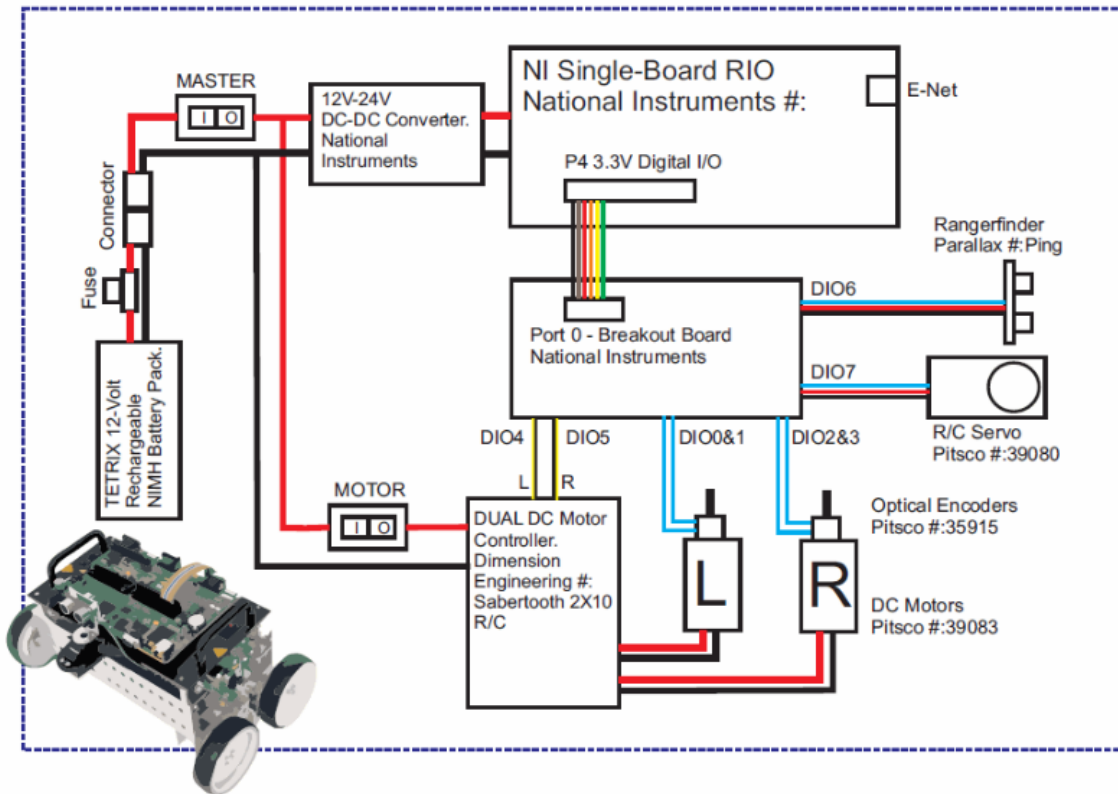 MASTER
I O
12V-24V
DC-DC Converter.
National
Instruments
NI Single-Board RIO
National Instruments #:
E-Net
P4 3.3V Digital I/O
Connector
Fuse
TETRIX 12-Volt
Rechargeable
NIMH Battery Pack.
Port 0 - Breakout Board
National Instruments
Rangerfinder
Parallax #:Ping
DIO6
DIO7
R/C Servo
Pitsco #:39080
DIO4
DIO5
DIO0&1
DIO2&3
L
R
MOTOR
I O
DUAL DC Motor
Controller.
Dimension
Engineering #:
Sabertooth 2X10
R/C
Optical Encoders
Pitsco #:35915
L
R
DC Motors
Pitsco #:39083